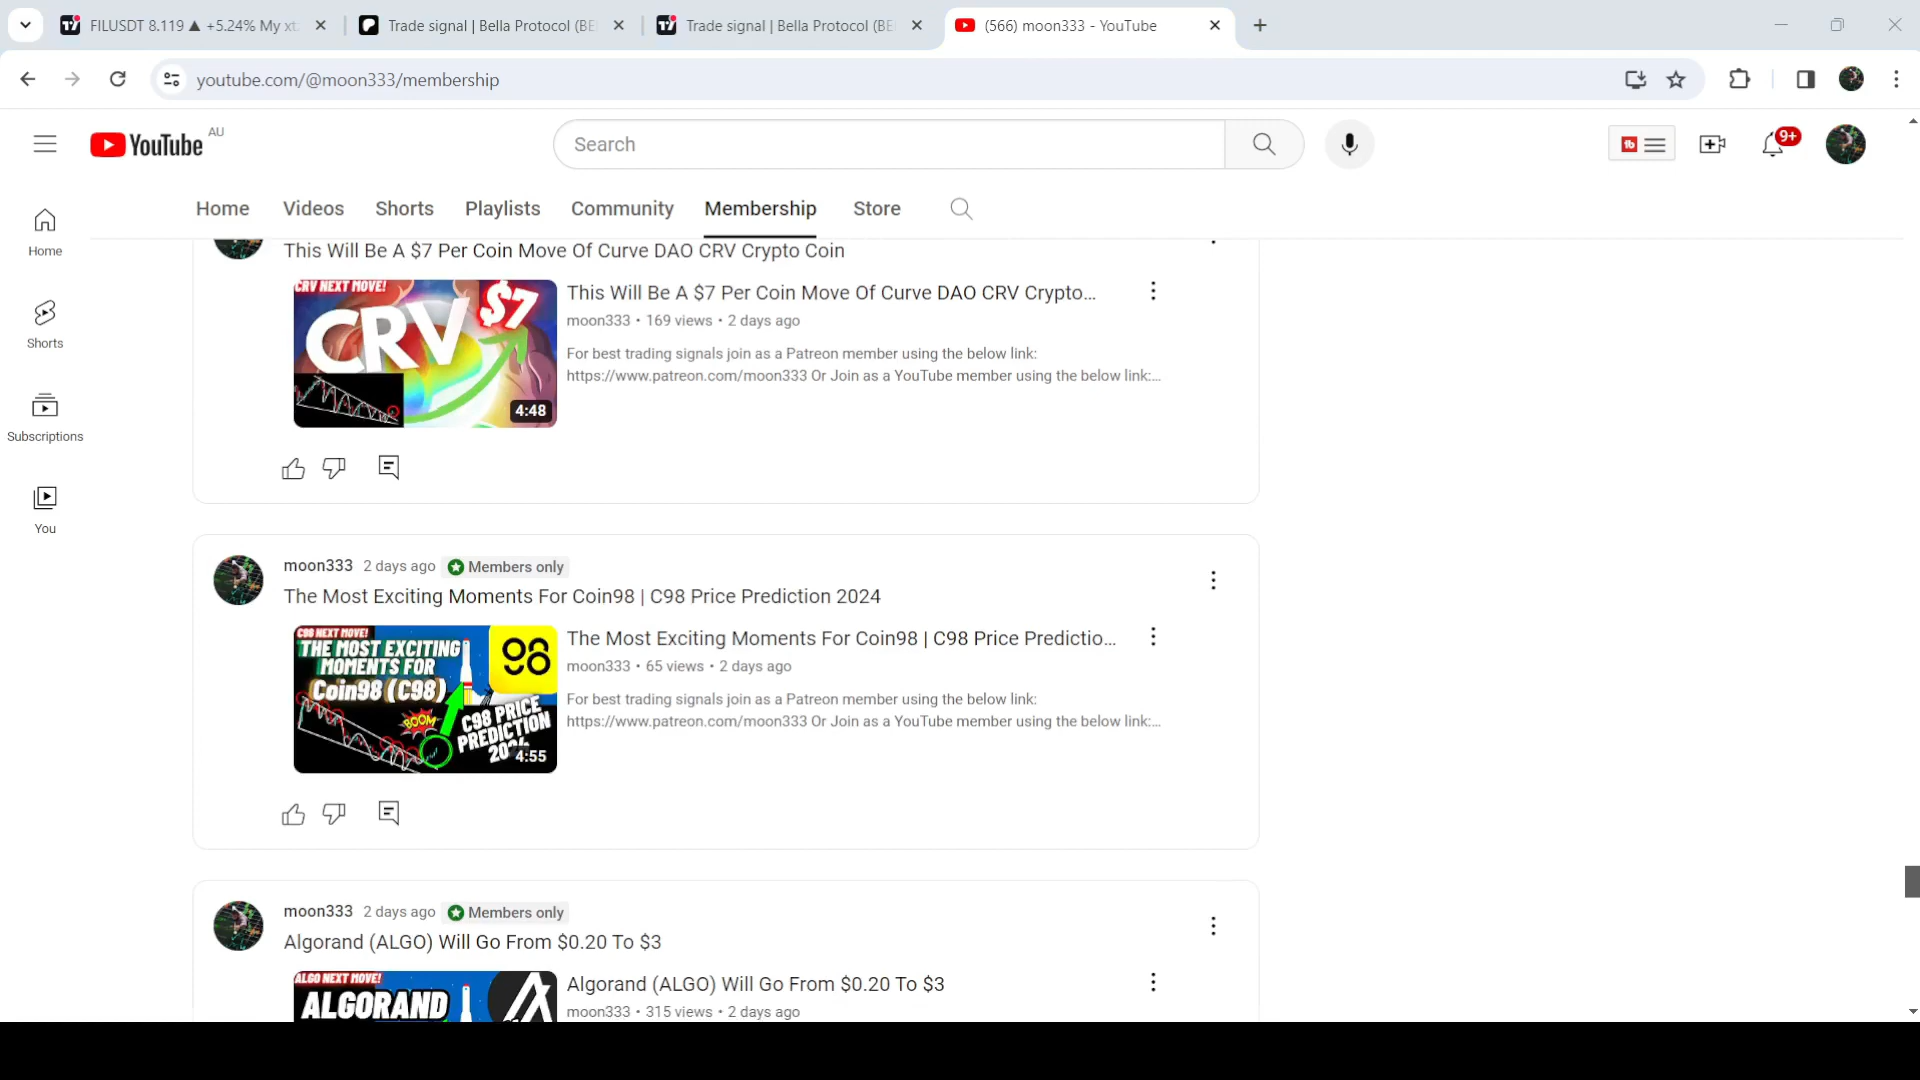 FILUSDT 8.119 ▲ +5.24% My xt
Trade signal | Bella Protocol (BE
Trade signal | Bella Protocol (BE
(566) moon333 - YouTube
youtube.com/@moon333/membership
YouTube AU
Search
9+
Home Videos Shorts Playlists Community Membership Store
Home
Shorts
Subscriptions
You
This Will Be A $7 Per Coin Move Of Curve DAO CRV Crypto Coin
CRV NEXT MOVE!
CRV
$7
4:48
This Will Be A $7 Per Coin Move Of Curve DAO CRV Crypto...
moon333 • 169 views • 2 days ago
For best trading signals join as a Patreon member using the below link:
https://www.patreon.com/moon333 Or Join as a YouTube member using the below link:...
moon333 2 days ago Members only
The Most Exciting Moments For Coin98 | C98 Price Prediction 2024
C98 NEXT MOVE!
THE MOST EXCITING
MOMENTS FOR
Coin98 (C98)
98
BOOM
C98 PRICE
PREDICTION
4:55
The Most Exciting Moments For Coin98 | C98 Price Predictio...
moon333 • 65 views • 2 days ago
For best trading signals join as a Patreon member using the below link:
https://www.patreon.com/moon333 Or Join as a YouTube member using the below link:...
moon333 2 days ago Members only
Algorand (ALGO) Will Go From $0.20 To $3
ALGO NEXT MOVE!
ALGORAND
Algorand (ALGO) Will Go From $0.20 To $3
moon333 • 315 views • 2 days ago